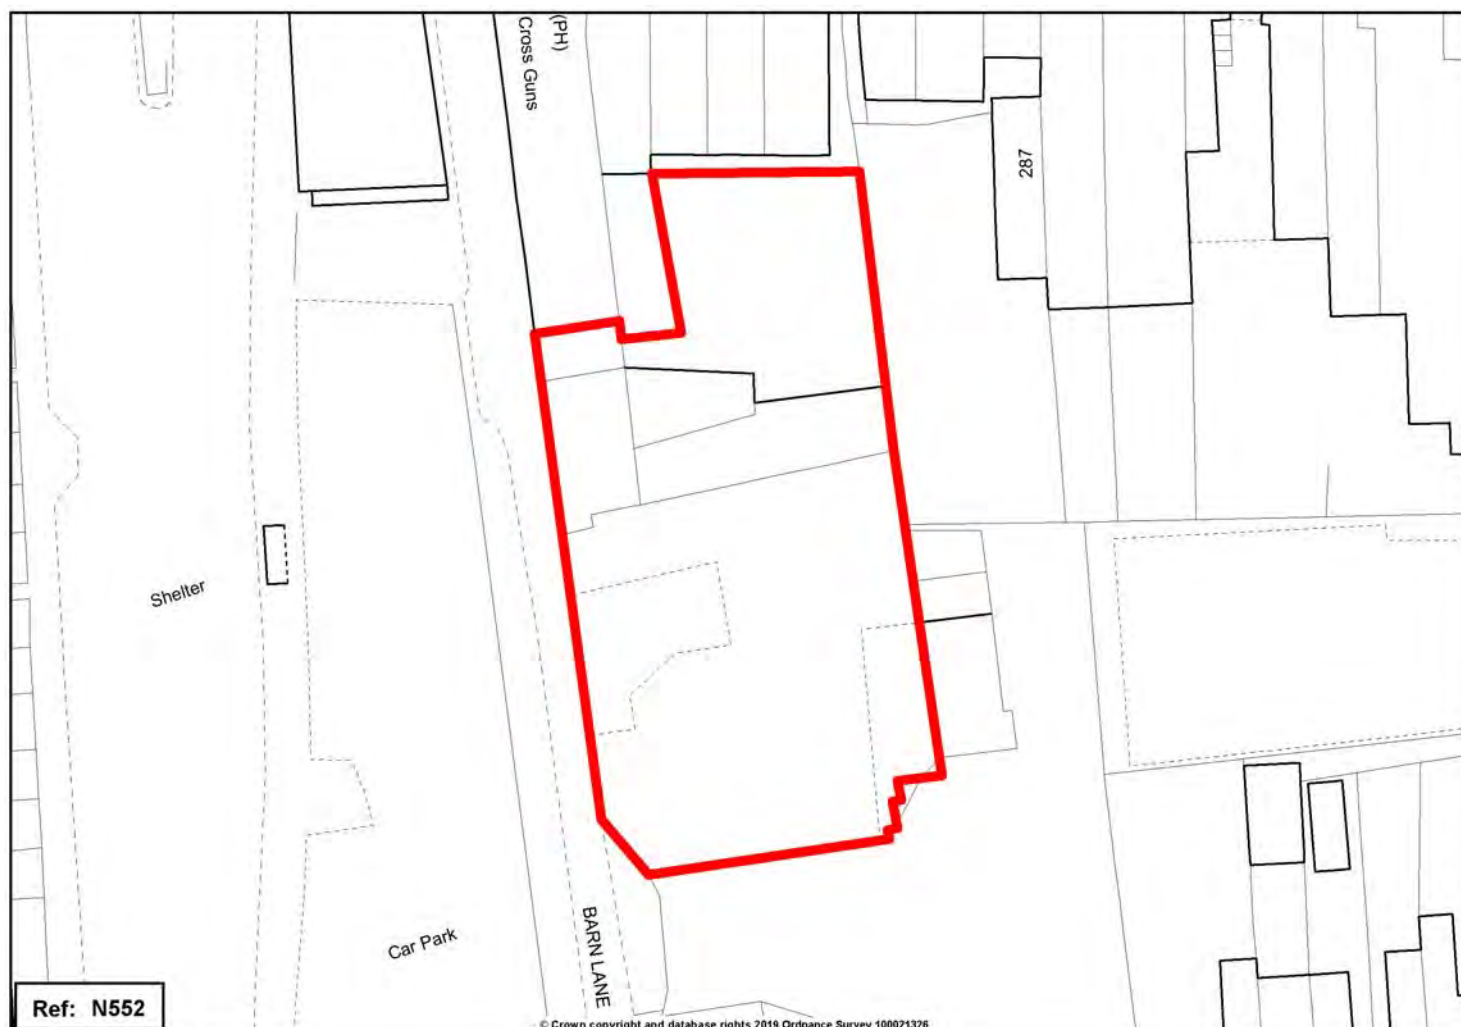 (PH)
Cross Guns
287
Shelter
Car Park
BARN LANE
Ref: N552
© Crown copyright and database rights 2019 Ordnance Survey 100021326